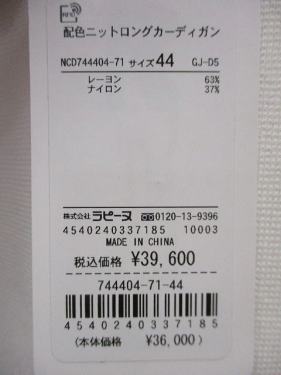 配色ニットロングカーディガン
NCD744404-71 サイズ 44 GJ-D5
レーヨン 63%
ナイロン 37%
株式会社 ラピーヌ 0120-13-9396
4540240337185 10003
MADE IN CHINA
税込価格 ¥39,600
744404-71-44
4540240337185
(本体価格 ¥36,000)